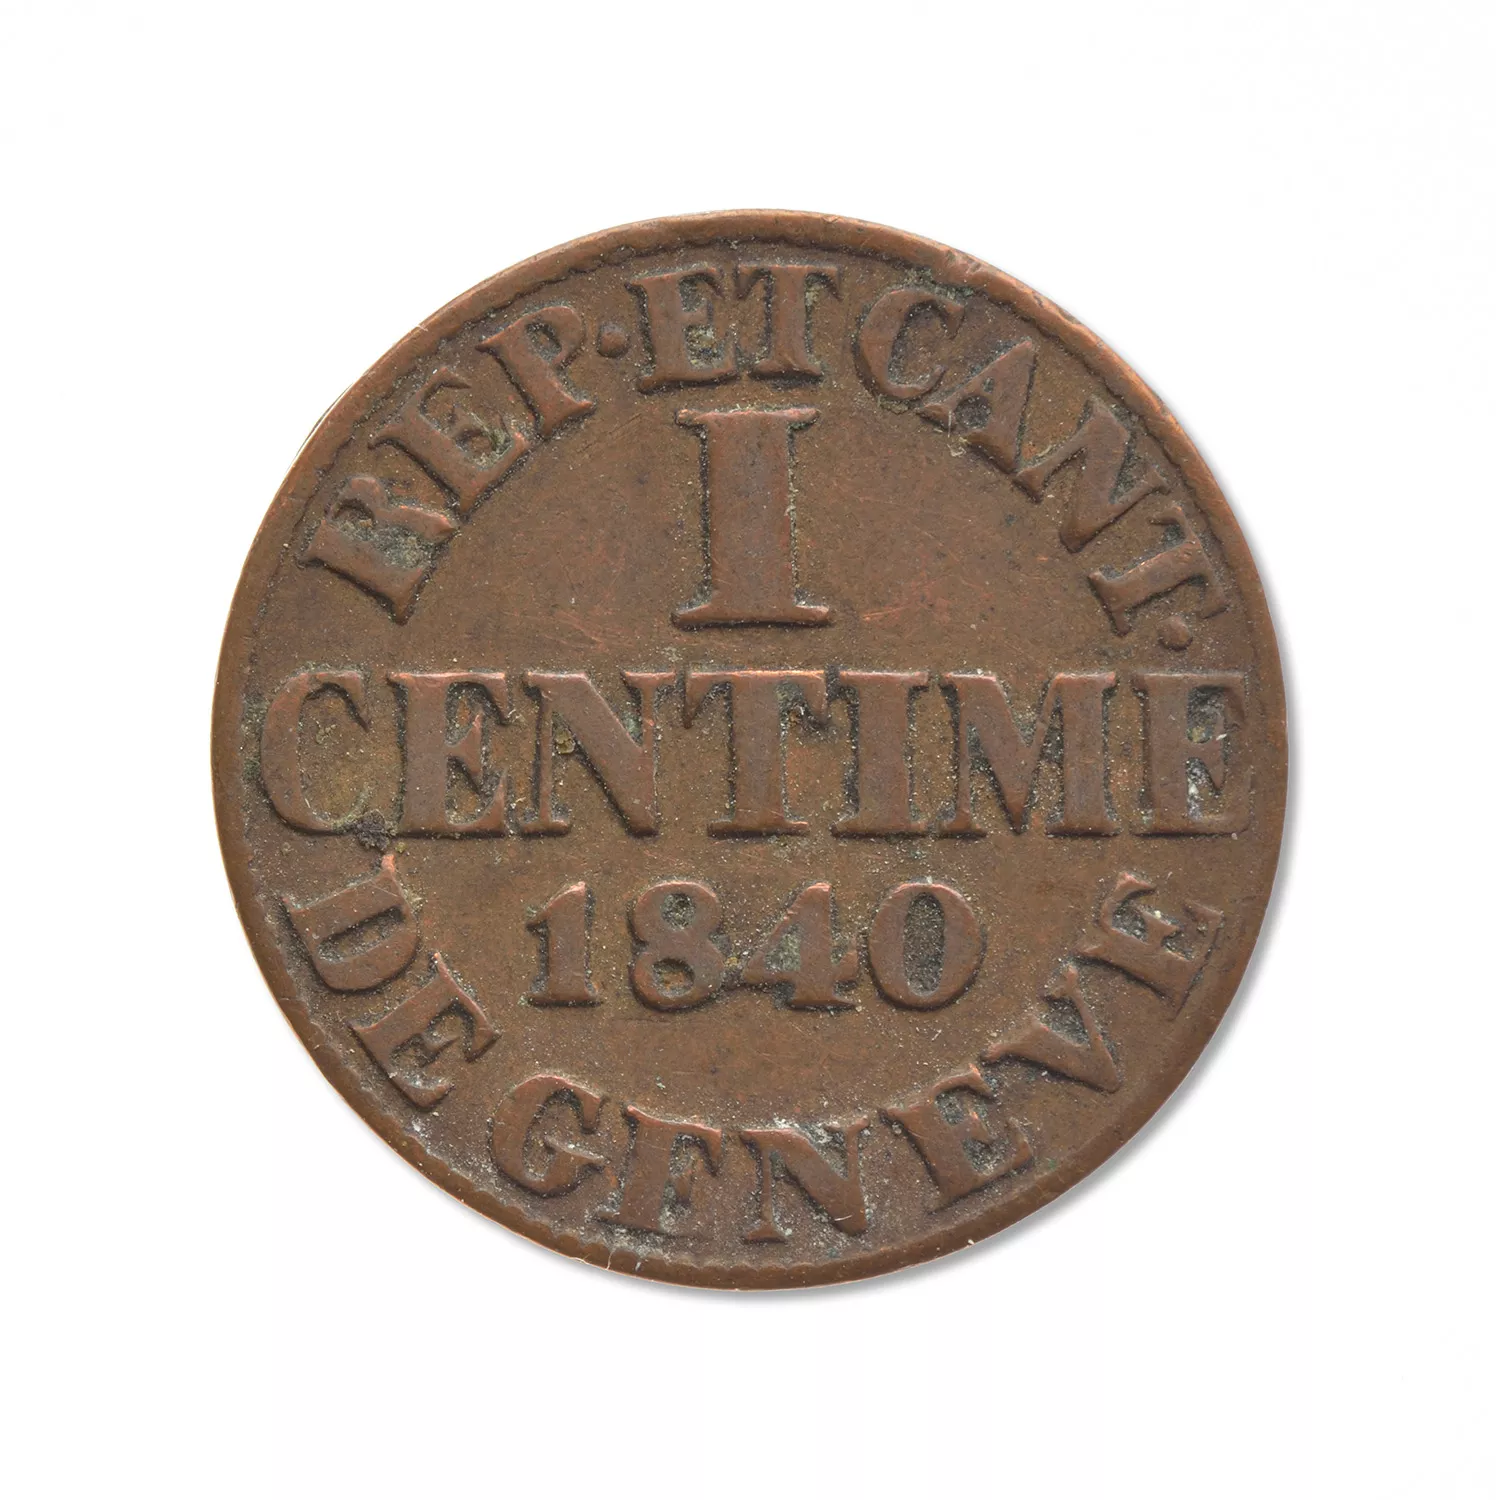 REP · ET CANT ·
I
CENTIME
1840
DE GENEVE